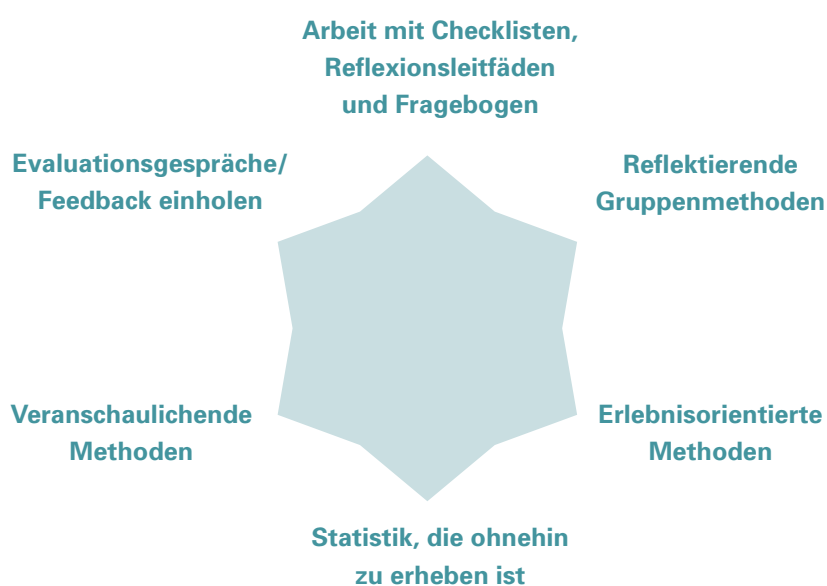 Arbeit mit Checklisten,
Reflexionsleitfäden
und Fragebogen
Evaluationsgespräche/
Feedback einholen
Reflektierende
Gruppenmethoden
Veranschaulichende
Methoden
Erlebnisorientierte
Methoden
Statistik, die ohnehin
zu erheben ist